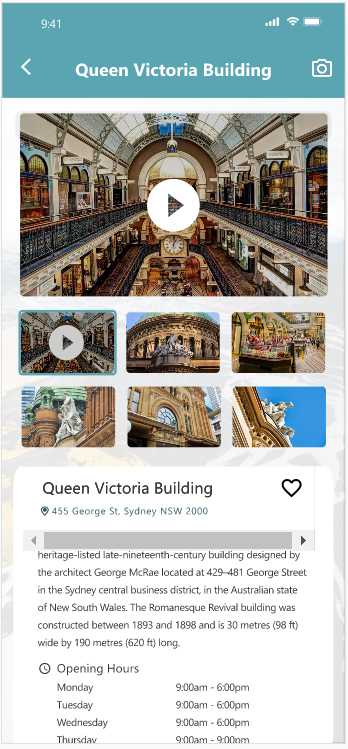 9:41
Queen Victoria Building
Queen Victoria Building
455 George St, Sydney NSW 2000
heritage-listed late-nineteenth-century building designed by
the architect George McRae located at 429–481 George Street
in the Sydney central business district, in the Australian state
of New South Wales. The Romanesque Revival building was
constructed between 1893 and 1898 and is 30 metres (98 ft)
wide by 190 metres (620 ft) long.
Opening Hours
Monday 9:00am - 6:00pm
Tuesday 9:00am - 6:00pm
Wednesday 9:00am - 6:00pm
Thursday 9:00am - 6:00pm